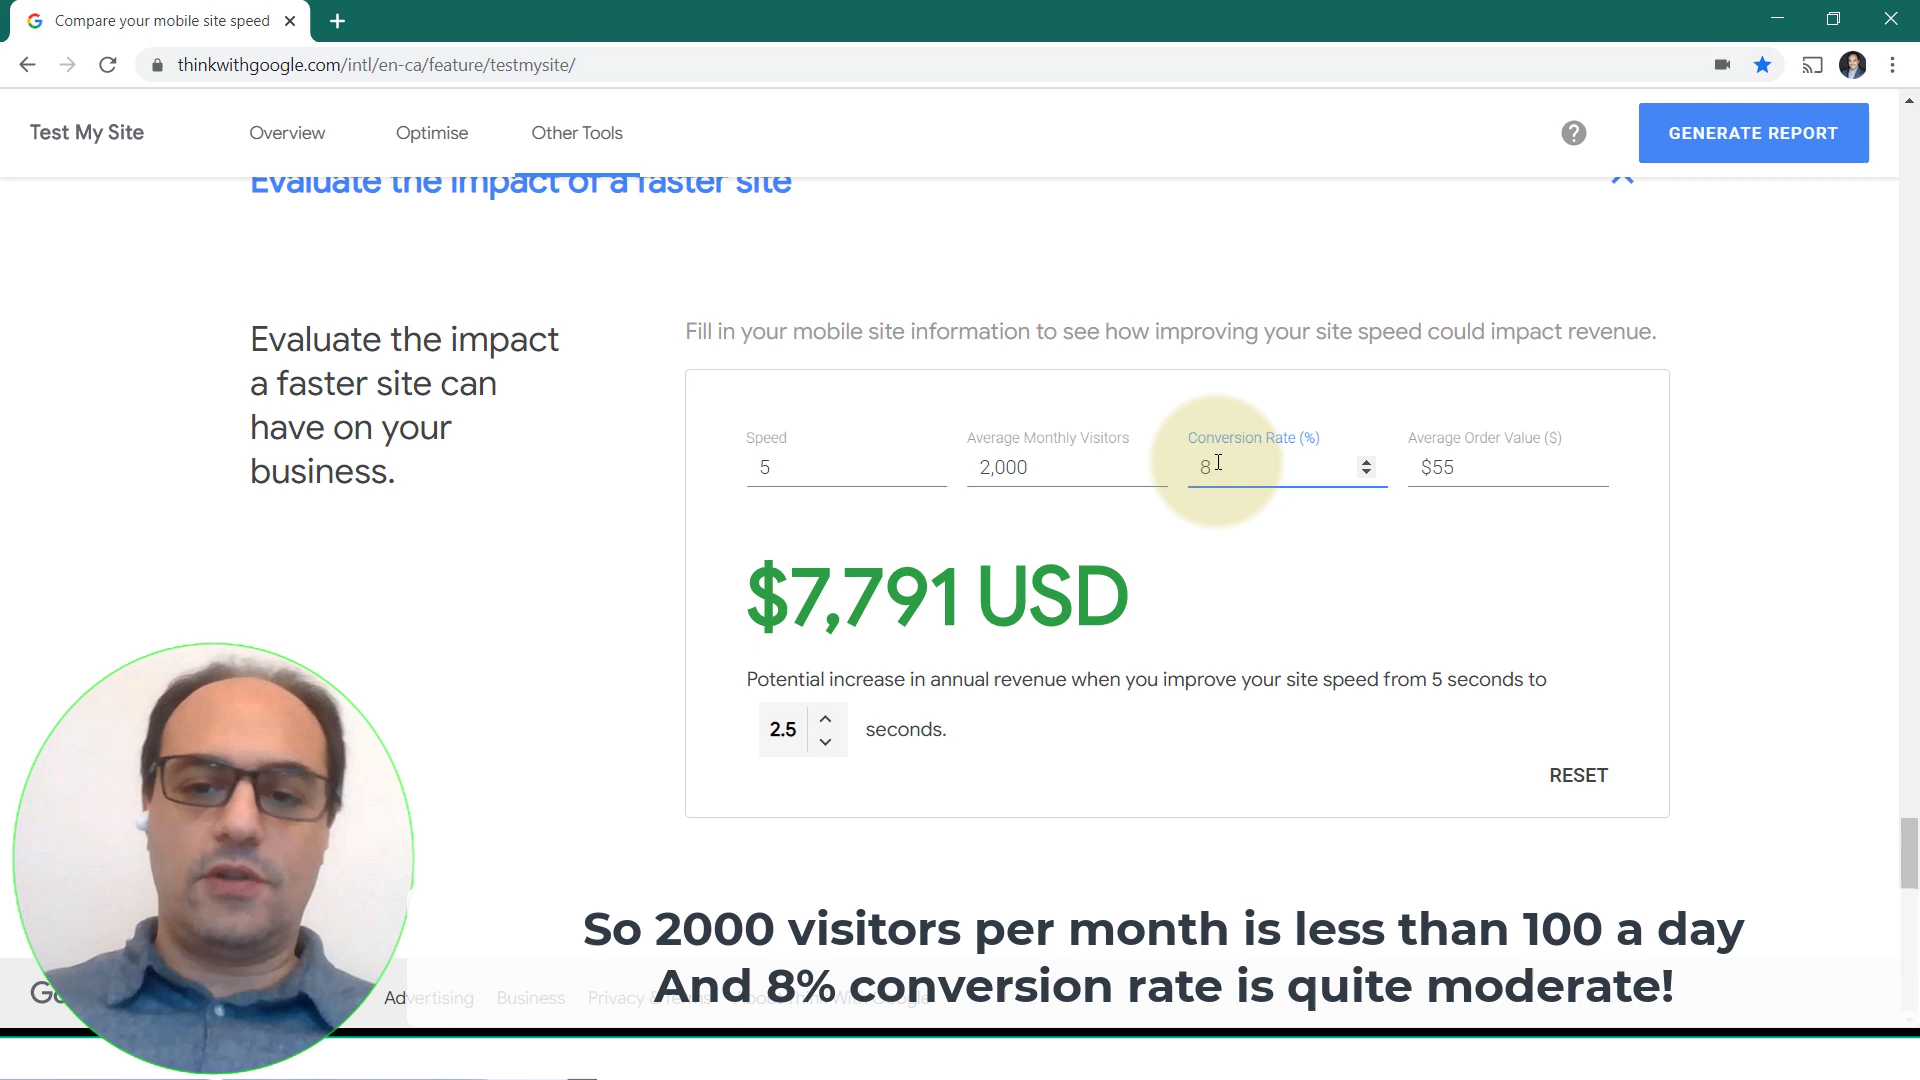 Compare your mobile site speed
thinkwithgoogle.com/intl/en-ca/feature/testmysite/
Test My Site
Overview
Optimise
Other Tools
GENERATE REPORT
Evaluate the impact of a faster site
Evaluate the impact
a faster site can
have on your
business.
Fill in your mobile site information to see how improving your site speed could impact revenue.
Speed
Average Monthly Visitors
Conversion Rate (%)
Average Order Value ($)
5
2,000
8
$55
$7,791 USD
Potential increase in annual revenue when you improve your site speed from 5 seconds to
2.5
seconds.
RESET
So 2000 visitors per month is less than 100 a day
And 8% conversion rate is quite moderate!
Advertising
Business
Privacy